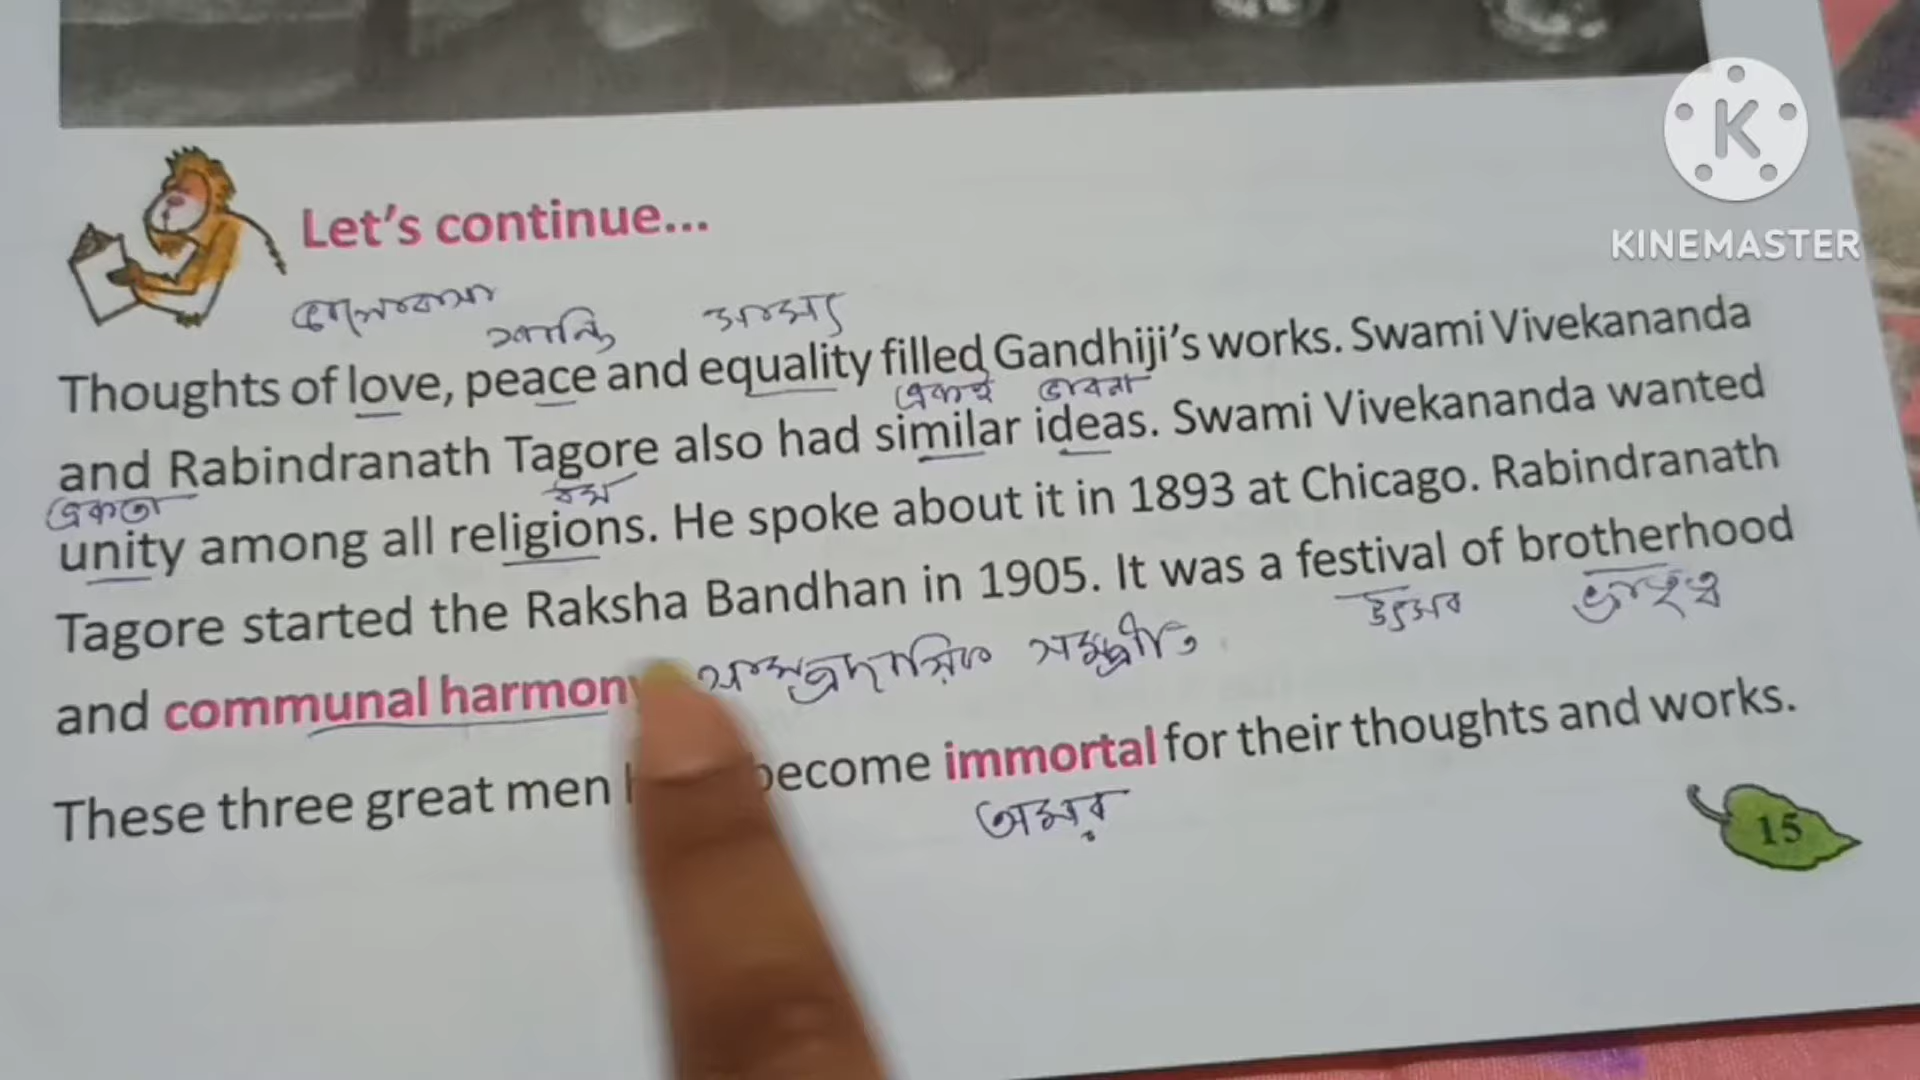 K
KINEMASTER
Let's continue...
ভালোবাসা শান্তি সাম্য
Thoughts of love, peace and equality filled Gandhiji's works. Swami Vivekananda
একই ভাবনা
and Rabindranath Tagore also had similar ideas. Swami Vivekananda wanted
একতা ধর্ম
unity among all religions. He spoke about it in 1893 at Chicago. Rabindranath
Tagore started the Raksha Bandhan in 1905. It was a festival of brotherhood
উৎসব ভ্রাতৃত্ব
and communal harmony সাম্প্রদায়িক সম্প্রীতি
These three great men become immortal for their thoughts and works.
অমর
15